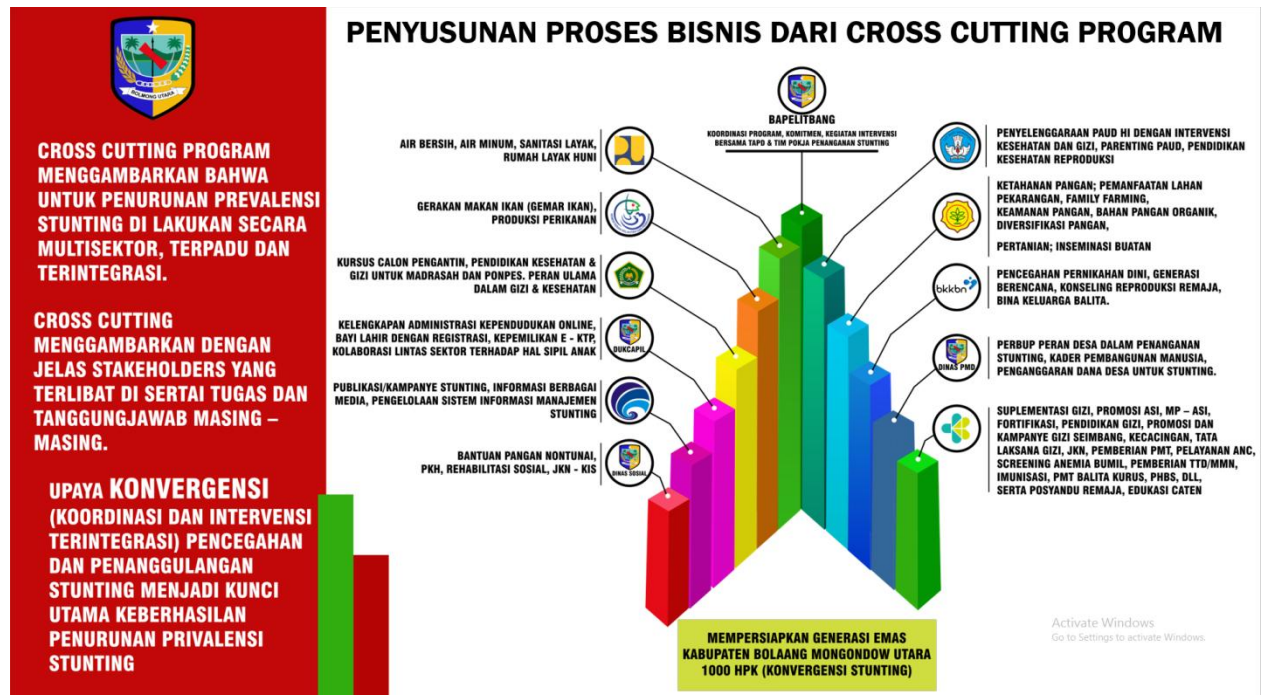 BOLMONG UTARA
CROSS CUTTING PROGRAM
MENGGAMBARKAN BAHWA
UNTUK PENURUNAN PREVALENSI
STUNTING DI LAKUKAN SECARA
MULTISEKTOR, TERPADU DAN
TERINTEGRASI.
CROSS CUTTING
MENGGAMBARKAN DENGAN
JELAS STAKEHOLDERS YANG
TERLIBAT DI SERTAI TUGAS DAN
TANGGUNGJAWAB MASING –
MASING.
UPAYA KONVERGENSI
(KOORDINASI DAN INTERVENSI
TERINTEGRASI) PENCEGAHAN
DAN PENANGGULANGAN
STUNTING MENJADI KUNCI
UTAMA KEBERHASILAN
PENURUNAN PRIVALENSI
STUNTING
PENYUSUNAN PROSES BISNIS DARI CROSS CUTTING PROGRAM
BAPELITBANG
KOORDINASI PROGRAM, KOMITMEN, KEGIATAN INTERVENSI
BERSAMA TAPD & TIM POKJA PENANGANAN STUNTING
AIR BERSIH, AIR MINUM, SANITASI LAYAK,
RUMAH LAYAK HUNI
GERAKAN MAKAN IKAN (GEMAR IKAN),
PRODUKSI PERIKANAN
KURSUS CALON PENGANTIN, PENDIDIKAN KESEHATAN &
GIZI UNTUK MADRASAH DAN PONPES. PERAN ULAMA
DALAM GIZI & KESEHATAN
KELENGKAPAN ADMINISTRASI KEPENDUDUKAN ONLINE,
BAYI LAHIR DENGAN REGISTRASI, KEPEMILIKAN E - KTP,
KOLABORASI LINTAS SEKTOR TERHADAP HAL SIPIL ANAK
DUKCAPIL
PUBLIKASI/KAMPANYE STUNTING, INFORMASI BERBAGAI
MEDIA, PENGELOLAAN SISTEM INFORMASI MANAJEMEN
STUNTING
BANTUAN PANGAN NONTUNAI,
PKH, REHABILITASI SOSIAL, JKN - KIS
DINAS SOSIAL
PENYELENGGARAAN PAUD HI DENGAN INTERVENSI
KESEHATAN DAN GIZI, PARENTING PAUD, PENDIDIKAN
KESEHATAN REPRODUKSI
KETAHANAN PANGAN; PEMANFAATAN LAHAN
PEKARANGAN, FAMILY FARMING,
KEAMANAN PANGAN, BAHAN PANGAN ORGANIK,
DIVERSIFIKASI PANGAN,
PERTANIAN; INSEMINASI BUATAN
bkkbn
PENCEGAHAN PERNIKAHAN DINI, GENERASI
BERENCANA, KONSELING REPRODUKSI REMAJA,
BINA KELUARGA BALITA.
DINAS PMD
PERBUP PERAN DESA DALAM PENANGANAN
STUNTING, KADER PEMBANGUNAN MANUSIA,
PENGANGGARAN DANA DESA UNTUK STUNTING.
SUPLEMENTASI GIZI, PROMOSI ASI, MP – ASI,
FORTIFIKASI, PENDIDIKAN GIZI, PROMOSI DAN
KAMPANYE GIZI SEIMBANG, KECACINGAN, TATA
LAKSANA GIZI, JKN, PEMBERIAN PMT, PELAYANAN ANC,
SCREENING ANEMIA BUMIL, PEMBERIAN TTD/MMN,
IMUNISASI, PMT BALITA KURUS, PHBS, DLL,
SERTA POSYANDU REMAJA, EDUKASI CATEN
MEMPERSIAPKAN GENERASI EMAS
KABUPATEN BOLAANG MONGONDOW UTARA
1000 HPK (KONVERGENSI STUNTING)
Activate Windows
Go to Settings to activate Windows.